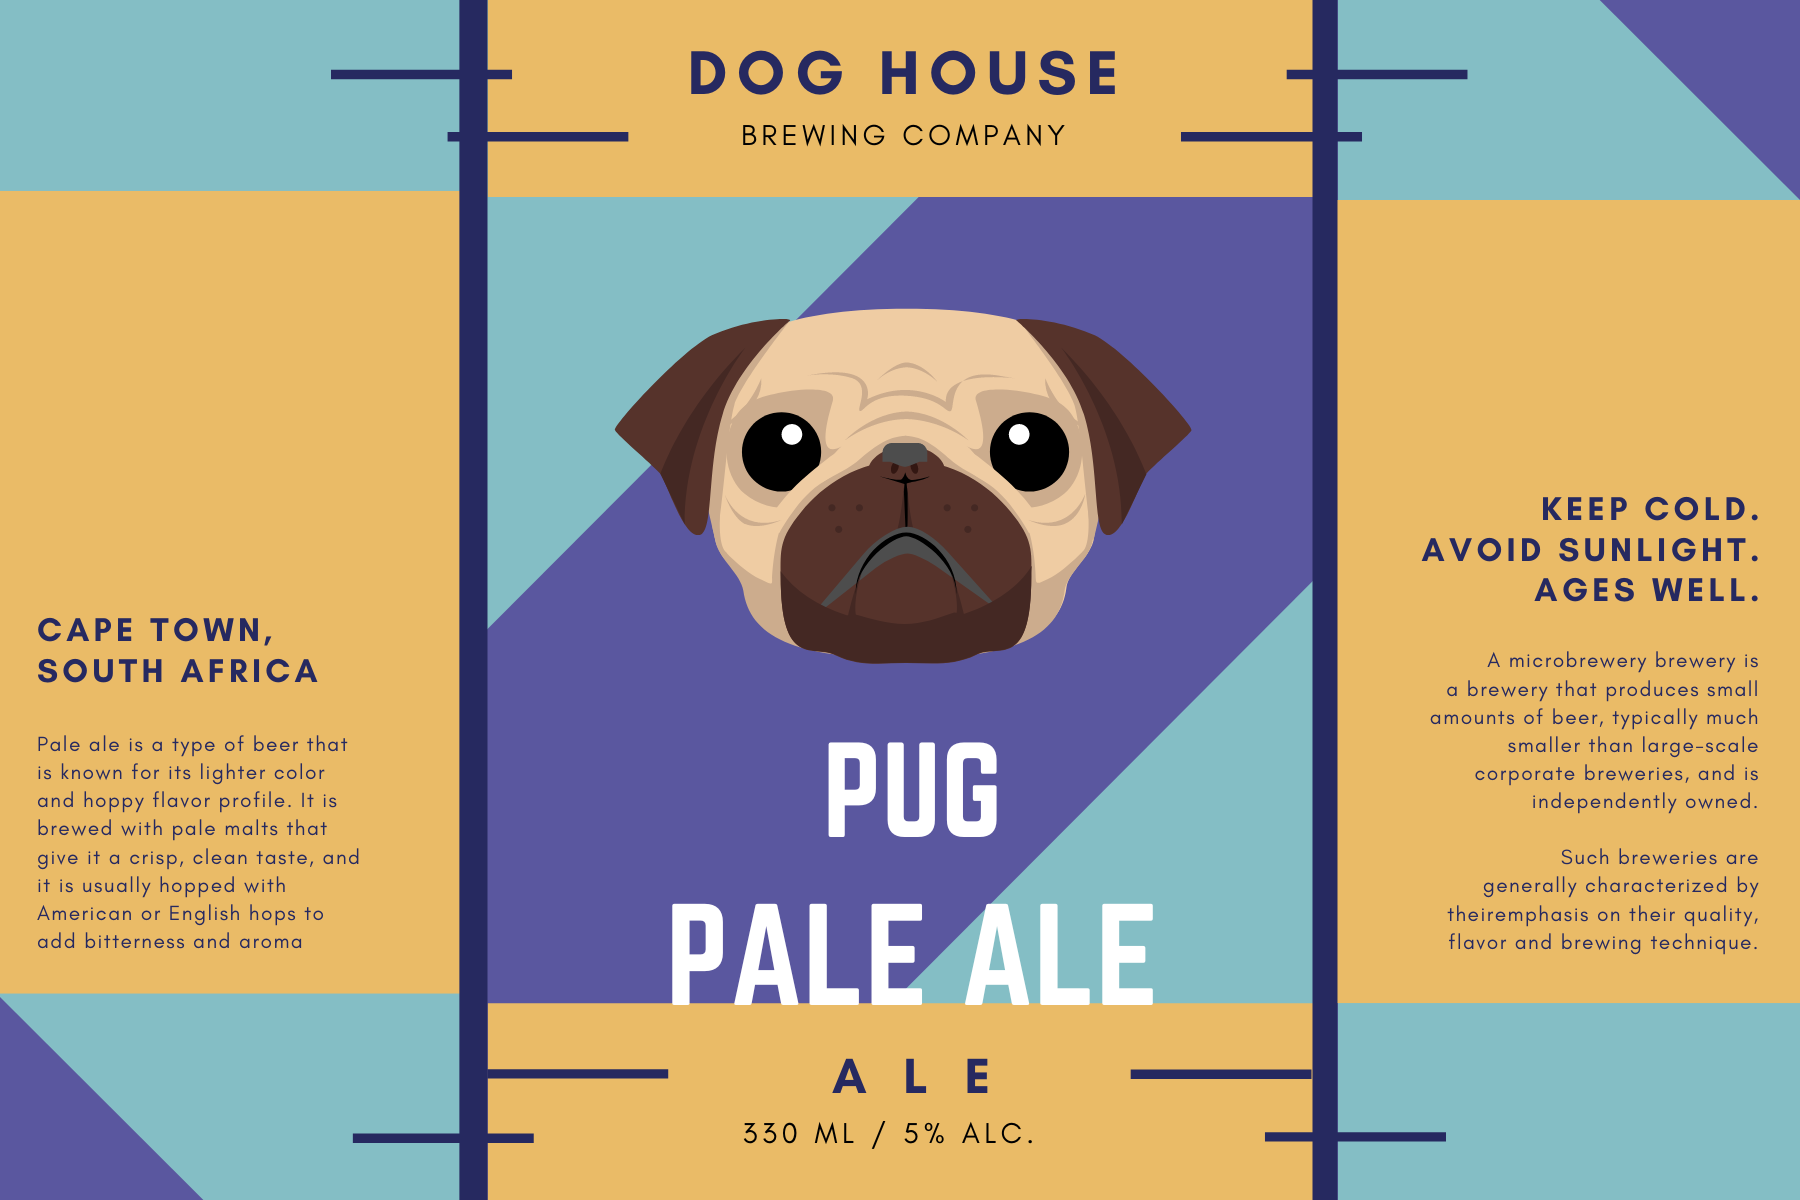 DOG HOUSE
BREWING COMPANY
CAPE TOWN,
SOUTH AFRICA
Pale ale is a type of beer that
is known for its lighter color
and hoppy flavor profile. It is
brewed with pale malts that
give it a crisp, clean taste, and
it is usually hopped with
American or English hops to
add bitterness and aroma
PUG
PALE ALE
ALE
330 ML / 5% ALC.
KEEP COLD.
AVOID SUNLIGHT.
AGES WELL.
A microbrewery brewery is
a brewery that produces small
amounts of beer, typically much
smaller than large-scale
corporate breweries, and is
independently owned.
Such breweries are
generally characterized by
theiremphasis on their quality,
flavor and brewing technique.